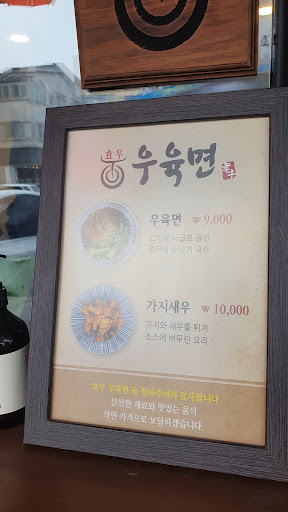 효우
우육면
우육면 ₩ 9,000
고기와 사골로 끓인
중국식 소고기 국수
가지새우 ₩ 10,000
가지와 새우를 튀겨
소스에 버무린 요리
'효우 우육면'을 찾아주셔서 감사합니다.
신선한 재료와 맛있는 음식
착한 가격으로 보답하겠습니다.